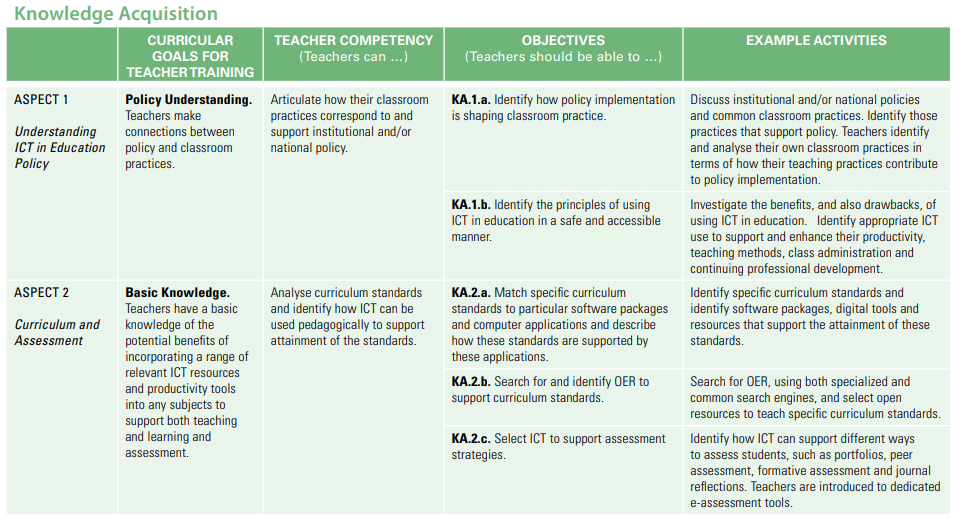 Knowledge Acquisition
CURRICULAR
GOALS FOR
TEACHER TRAINING
TEACHER COMPETENCY
(Teachers can ...)
OBJECTIVES
(Teachers should be able to ...)
EXAMPLE ACTIVITIES
ASPECT 1
Understanding
ICT in Education
Policy
Policy Understanding.
Teachers make
connections between
policy and classroom
practices.
Articulate how their classroom
practices correspond to and
support institutional and/or
national policy.
KA.1.a. Identify how policy implementation
is shaping classroom practice.
Discuss institutional and/or national policies
and common classroom practices. Identify those
practices that support policy. Teachers identify
and analyse their own classroom practices in
terms of how their teaching practices contribute
to policy implementation.
KA.1.b. Identify the principles of using
ICT in education in a safe and accessible
manner.
Investigate the benefits, and also drawbacks, of
using ICT in education. Identify appropriate ICT
use to support and enhance their productivity,
teaching methods, class administration and
continuing professional development.
ASPECT 2
Curriculum and
Assessment
Basic Knowledge.
Teachers have a basic
knowledge of the
potential benefits of
incorporating a range of
relevant ICT resources
and productivity tools
into any subjects to
support both teaching
and learning and
assessment.
Analyse curriculum standards
and identify how ICT can be
used pedagogically to support
attainment of the standards.
KA.2.a. Match specific curriculum
standards to particular software packages
and computer applications and describe
how these standards are supported by
these applications.
Identify specific curriculum standards and
identify software packages, digital tools and
resources that support the attainment of these
standards.
KA.2.b. Search for and identify OER to
support curriculum standards.
Search for OER, using both specialized and
common search engines, and select open
resources to teach specific curriculum standards.
KA.2.c. Select ICT to support assessment
strategies.
Identify how ICT can support different ways
to assess students, such as portfolios, peer
assessment, formative assessment and journal
reflections. Teachers are introduced to dedicated
e-assessment tools.